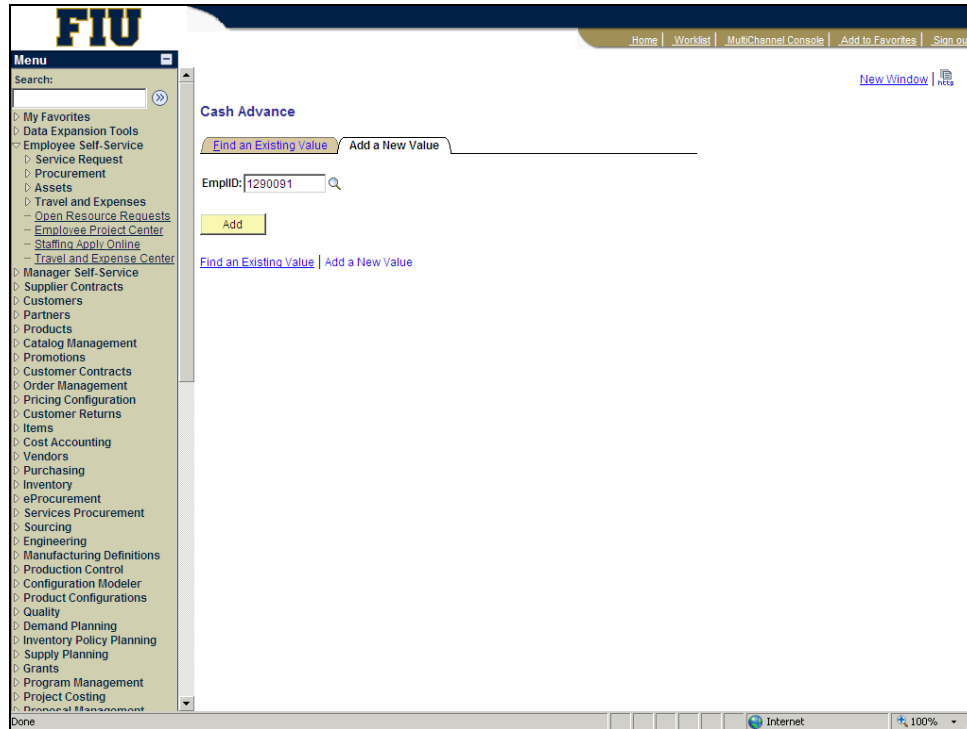 FIU
Home | Worklist | MultiChannel Console | Add to Favorites | Sign ou
Menu
Search:
New Window | http
Cash Advance
Find an Existing Value
Add a New Value
EmplID: 1290091
Add
Find an Existing Value | Add a New Value
My Favorites
Data Expansion Tools
Employee Self-Service
Service Request
Procurement
Assets
Travel and Expenses
Open Resource Requests
Employee Project Center
Staffing Apply Online
Travel and Expense Center
Manager Self-Service
Supplier Contracts
Customers
Partners
Products
Catalog Management
Promotions
Customer Contracts
Order Management
Pricing Configuration
Customer Returns
Items
Cost Accounting
Vendors
Purchasing
Inventory
eProcurement
Services Procurement
Sourcing
Engineering
Manufacturing Definitions
Production Control
Configuration Modeler
Product Configurations
Quality
Demand Planning
Inventory Policy Planning
Supply Planning
Grants
Program Management
Project Costing
Proposal Management
Done
Internet
100%